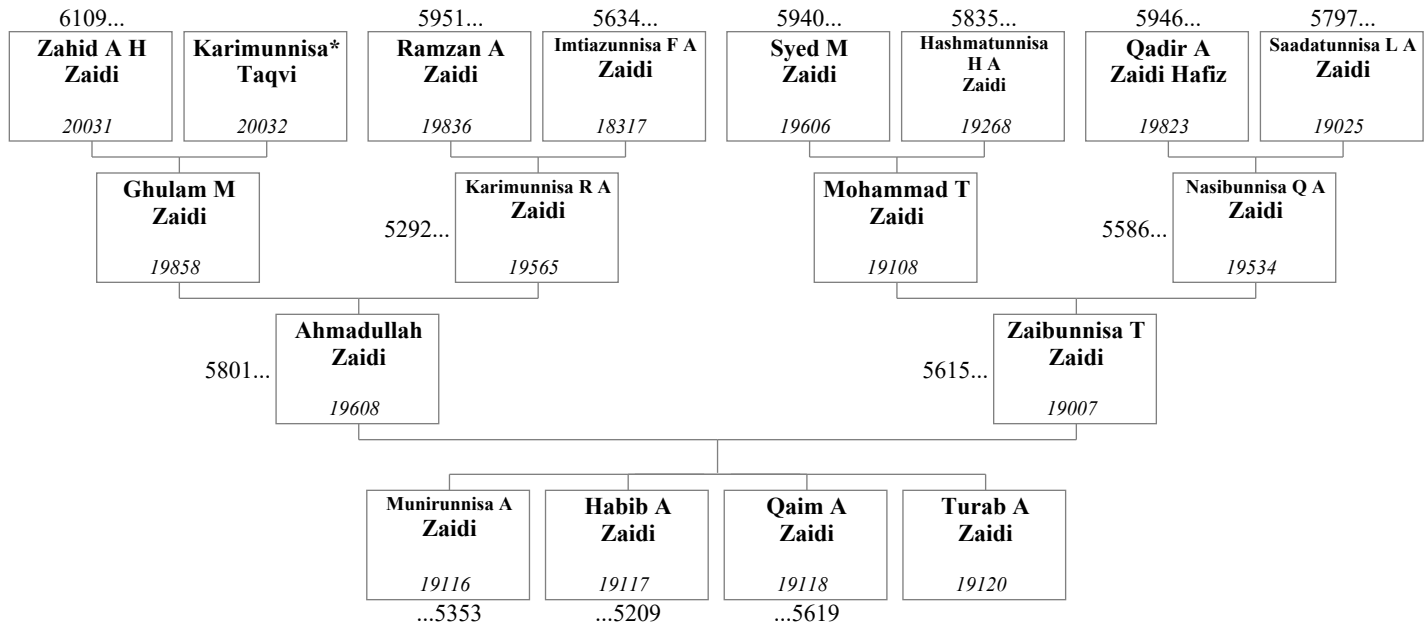 6109...
5951...
5634...
5940...
5835...
5946...
5797...
Zahid A H
Zaidi
20031
Karimunnisa*
Taqvi
20032
Ramzan A
Zaidi
19836
Imtiazunnisa F A
Zaidi
18317
Syed M
Zaidi
19606
Hashmatunnisa
H A
Zaidi
19268
Qadir A
Zaidi Hafiz
19823
Saadatunnisa L A
Zaidi
19025
Ghulam M
Zaidi
19858
5292...
Karimunnisa R A
Zaidi
19565
Mohammad T
Zaidi
19108
5586...
Nasibunnisa Q A
Zaidi
19534
5801...
Ahmadullah
Zaidi
19608
5615...
Zaibunnisa T
Zaidi
19007
Munirunnisa A
Zaidi
19116
...5353
Habib A
Zaidi
19117
...5209
Qaim A
Zaidi
19118
...5619
Turab A
Zaidi
19120